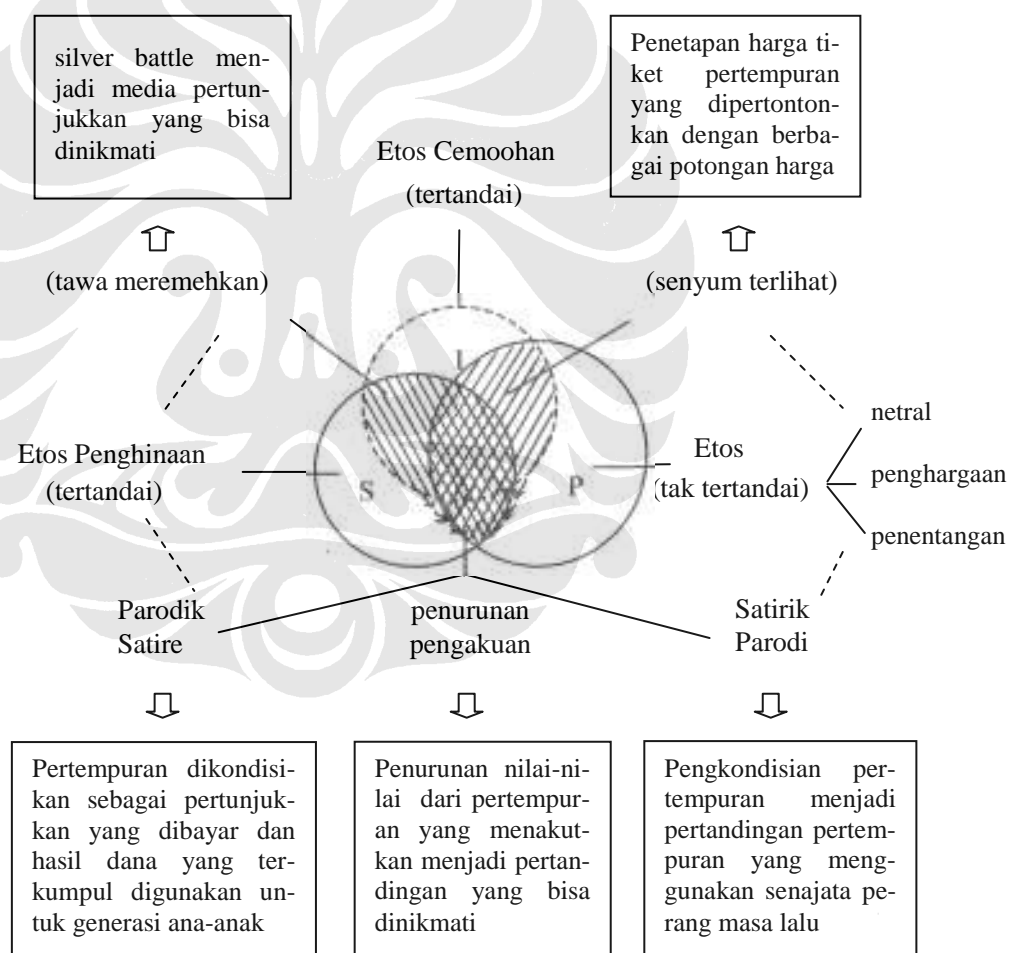 silver battle men-
jadi media pertun-
jukkan yang bisa
dinikmati
Penetapan harga ti-
ket pertempuran
yang dipertonton-
kan dengan berba-
gai potongan harga
Etos Cemoohan
(tertandai)
(tawa meremehkan)
(senyum terlihat)
I
netral
Etos Penghinaan
(tertandai)
S
P
Etos
(tak tertandai)
penghargaan
penentangan
Parodik
Satire
penurunan
pengakuan
Satirik
Parodi
Pertempuran dikondisi-
kan sebagai pertunjuk-
kan yang dibayar dan
hasil dana yang ter-
kumpul digunakan un-
tuk generasi ana-anak
Penurunan nilai-ni-
lai dari pertempur-
an yang menakut-
kan menjadi pertan-
dingan yang bisa
dinikmati
Pengkondisian per-
tempuran menjadi
pertandingan pertem-
puran yang meng-
gunakan senajata pe-
rang masa lalu